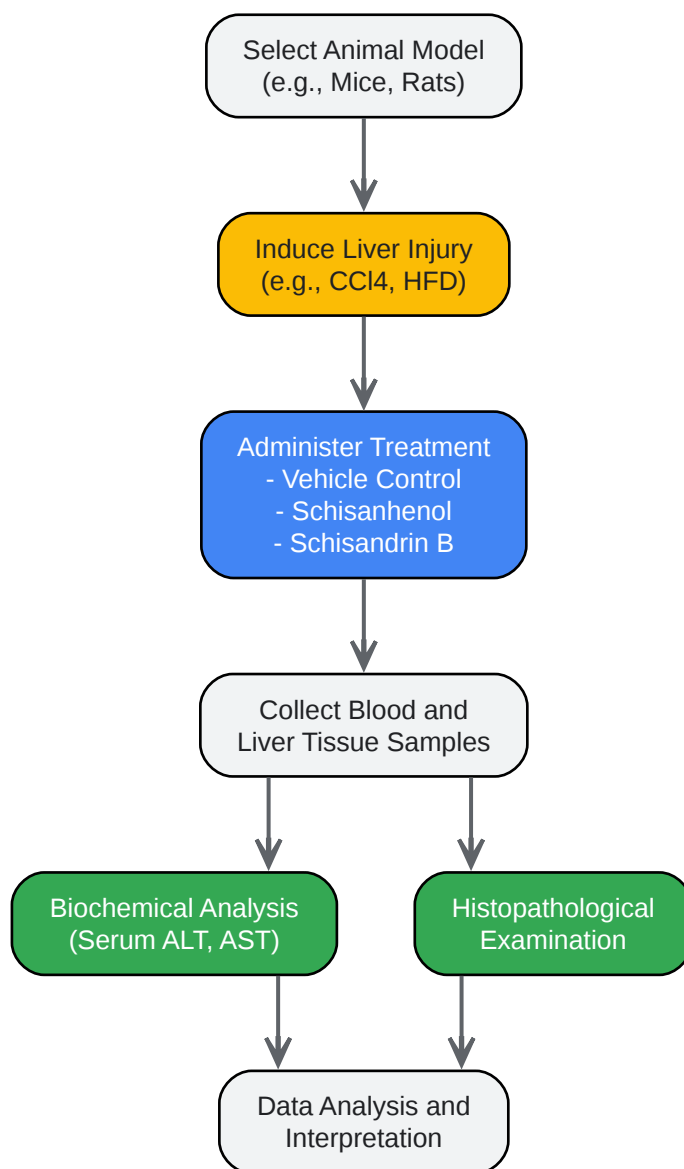 Select Animal Model
(e.g., Mice, Rats)
Induce Liver Injury
(e.g., CCl4, HFD)
Administer Treatment
- Vehicle Control
- Schisanhenol
- Schisandrin B
Collect Blood and
Liver Tissue Samples
Biochemical Analysis
(Serum ALT, AST)
Histopathological
Examination
Data Analysis and
Interpretation